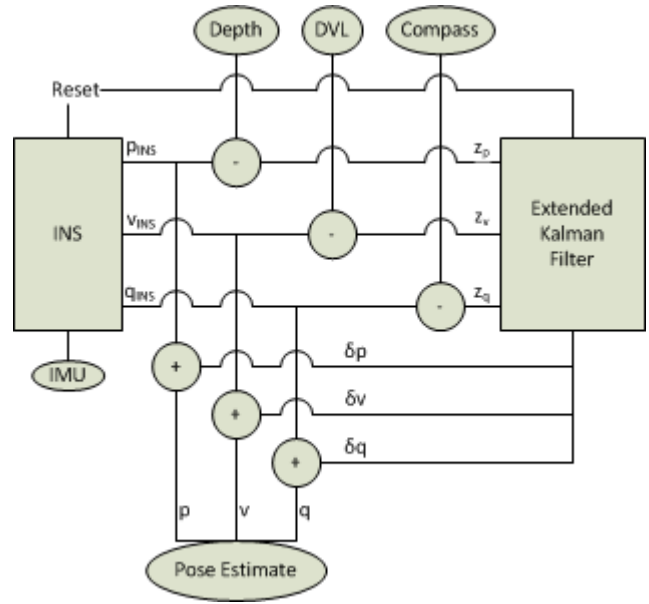 Depth
DVL
Compass
Reset
pINS
zp
vINS
zv
INS
Extended
Kalman
Filter
qINS
zq
IMU
δp
δv
δq
p
v
q
Pose Estimate
-
-
-
+
+
+